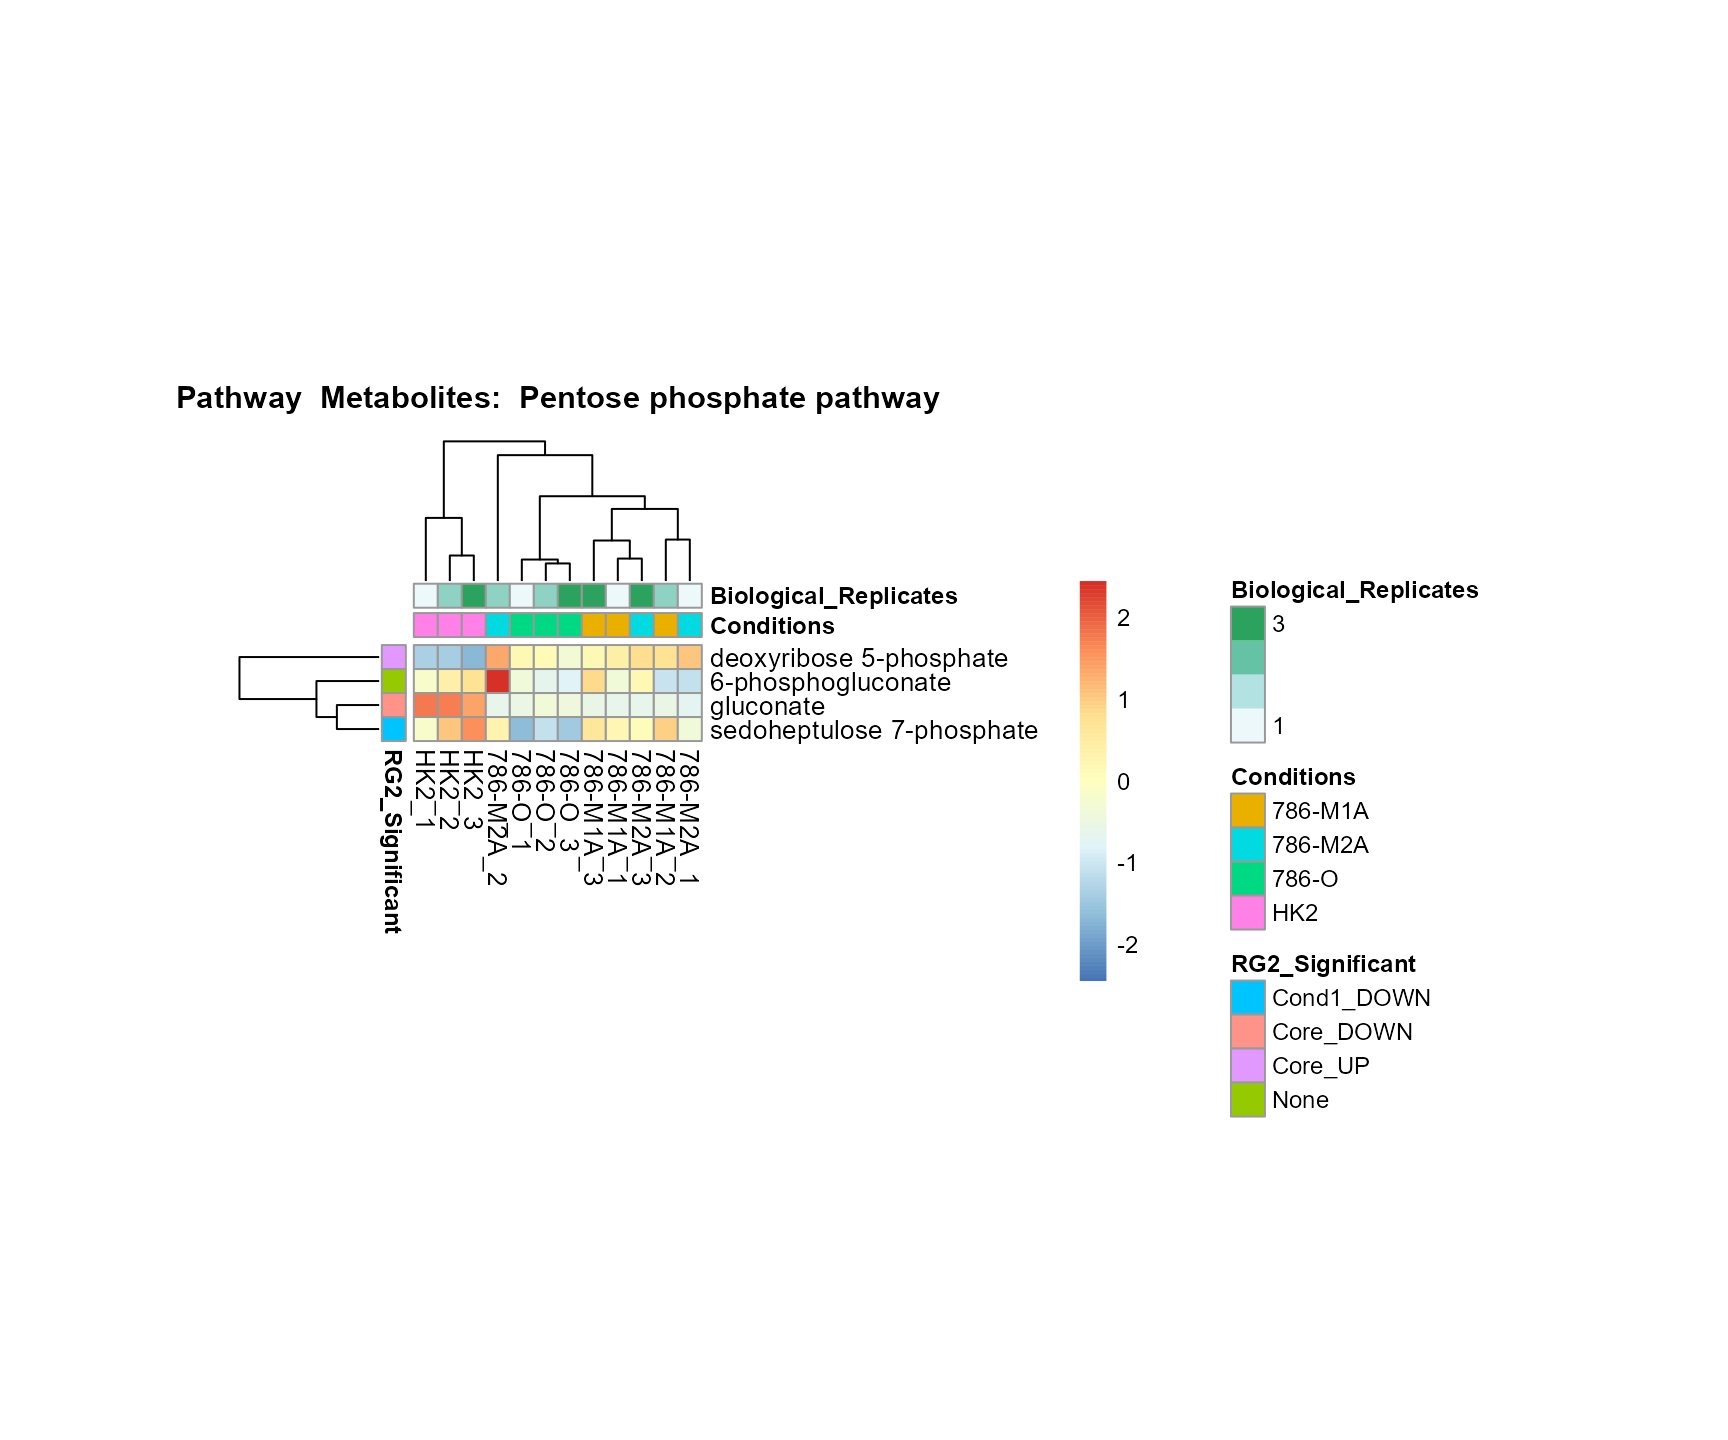 Pathway  Metabolites:  Pentose phosphate pathway
Biological_Replicates
Conditions
deoxyribose 5-phosphate
6-phosphogluconate
gluconate
sedoheptulose 7-phosphate
RG2_Significant
HK2_1
HK2_2
HK2_3
786-M2A_2
786-O_1
786-O_2
786-O_3
786-M1A_3
786-M1A_1
786-M2A_3
786-M1A_2
786-M2A_1
2
1
0
-1
-2
Biological_Replicates
3
1
Conditions
786-M1A
786-M2A
786-O
HK2
RG2_Significant
Cond1_DOWN
Core_DOWN
Core_UP
None